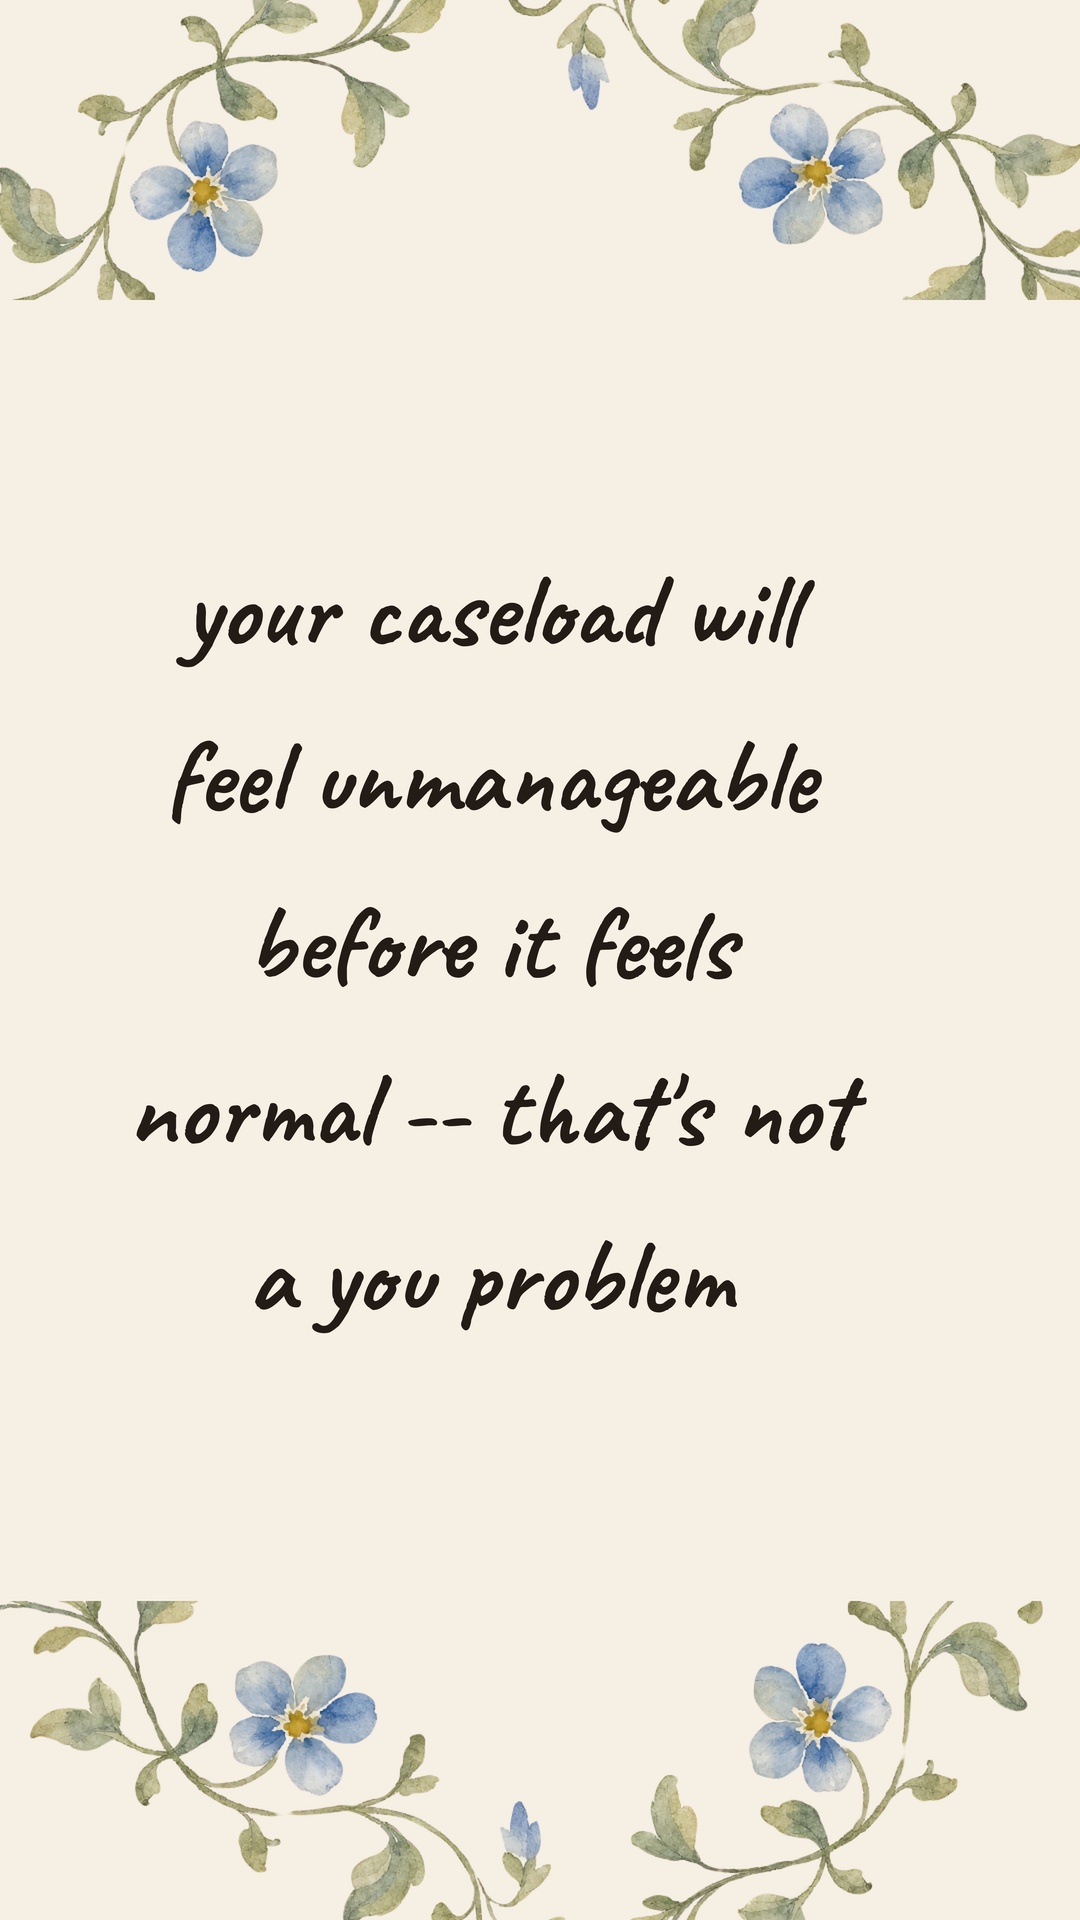 your caseload will
feel unmanageable
before it feels
normal -- that's not
a you problem